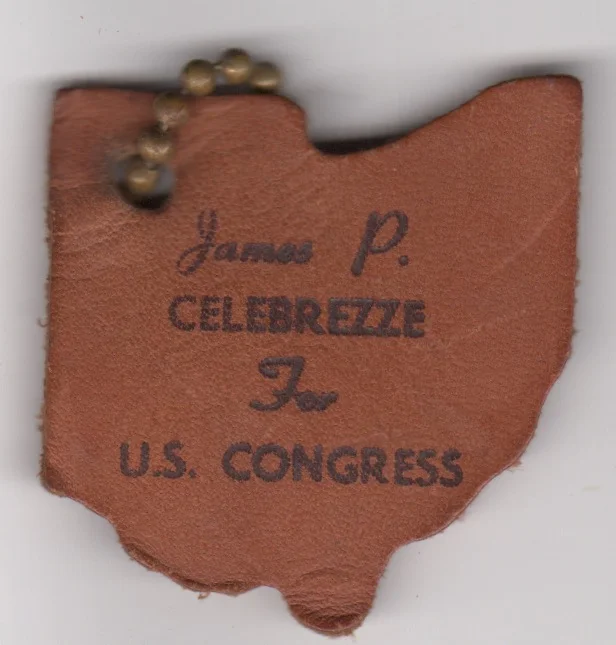 James P.
CELEBREZZE
For
U.S. CONGRESS